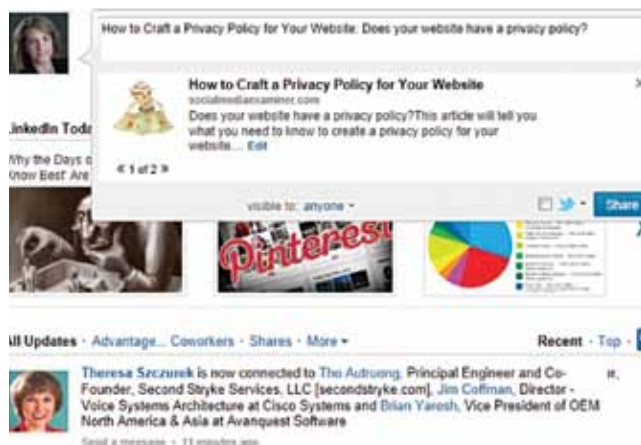 How to Craft a Privacy Policy for Your Website: Does your website have a privacy policy?
How to Craft a Privacy Policy for Your Website
socialmediaexaminer.com
Does your website have a privacy policy?This article will tell you
what you need to know to create a privacy policy for your
website... Edit
« 1 of 2 »
visible to: anyone
Share
LinkedIn Toda
Why the Days o
Know Best' Are
Pinterest
All Updates · Advantage... Coworkers · Shares · More
Recent · Top ·
Theresa Szczurek is now connected to Tho Autruong, Principal Engineer and Co-
Founder, Second Stryke Services, LLC [secondstryke.com], Jim Coffman, Director -
Voice Systems Architecture at Cisco Systems and Brian Yarosh, Vice President of OEM
North America & Asia at Avanquest Software
Send a message · 11 minutes ago